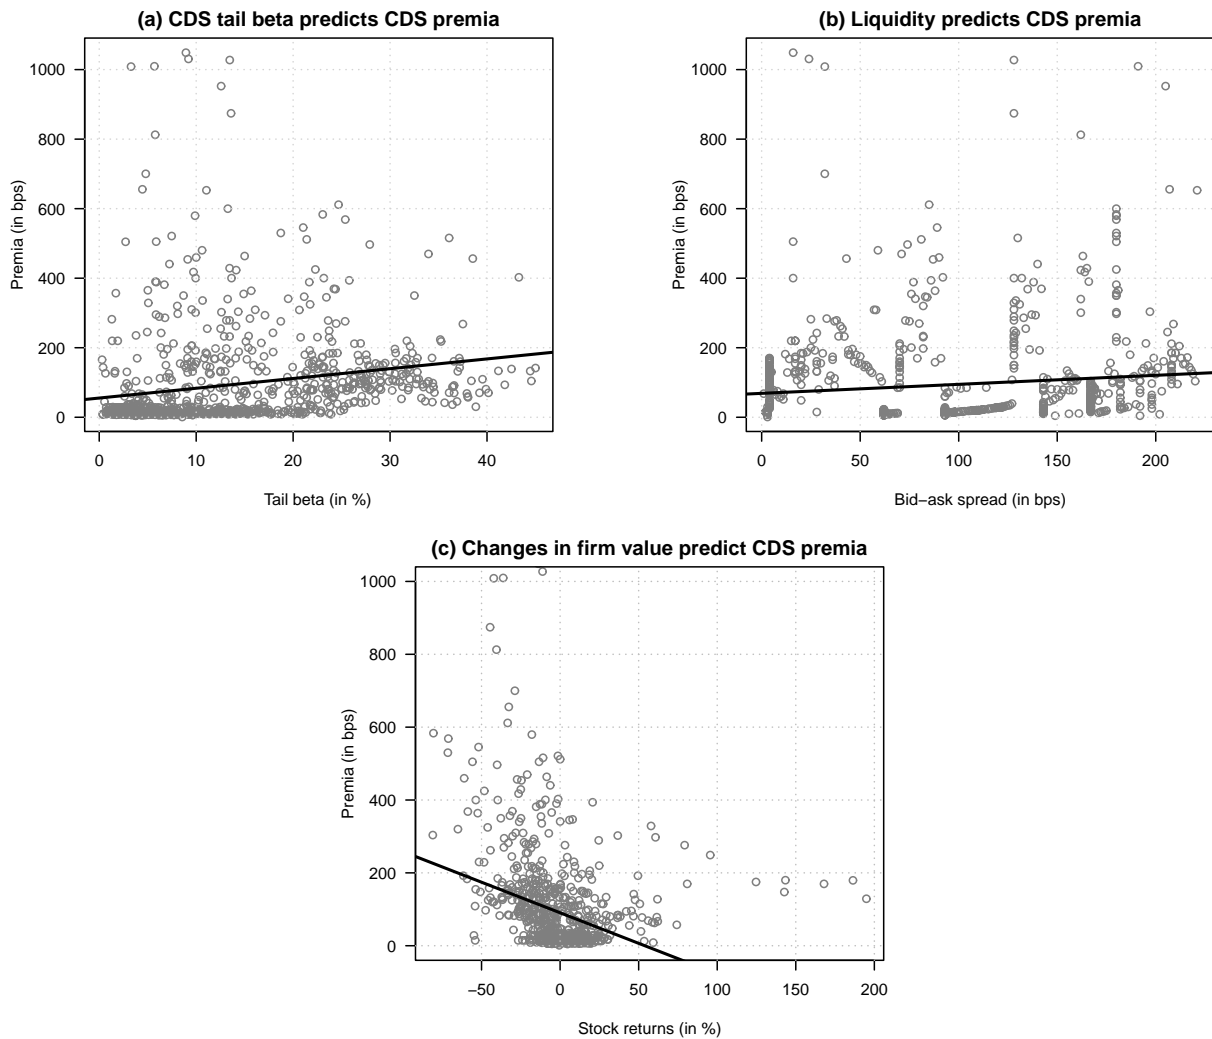 (a) CDS tail beta predicts CDS premia
Premia (in bps)
1000
800
600
400
200
0
0 10 20 30 40
Tail beta (in %)
(b) Liquidity predicts CDS premia
Premia (in bps)
1000
800
600
400
200
0
0 50 100 150 200
Bid−ask spread (in bps)
(c) Changes in firm value predict CDS premia
Premia (in bps)
1000
800
600
400
200
0
−50 0 50 100 150 200
Stock returns (in %)